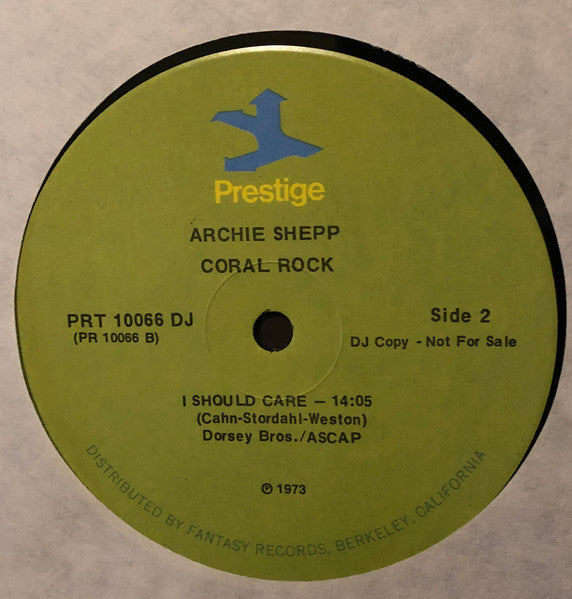 Prestige
ARCHIE SHEPP
CORAL ROCK
PRT 10066 DJ
(PR 10066 B)
Side 2
DJ Copy - Not For Sale
I SHOULD CARE – 14:05
(Cahn-Stordahl-Weston)
Dorsey Bros./ASCAP
℗ 1973
DISTRIBUTED BY FANTASY RECORDS, BERKELEY, CALIFORNIA